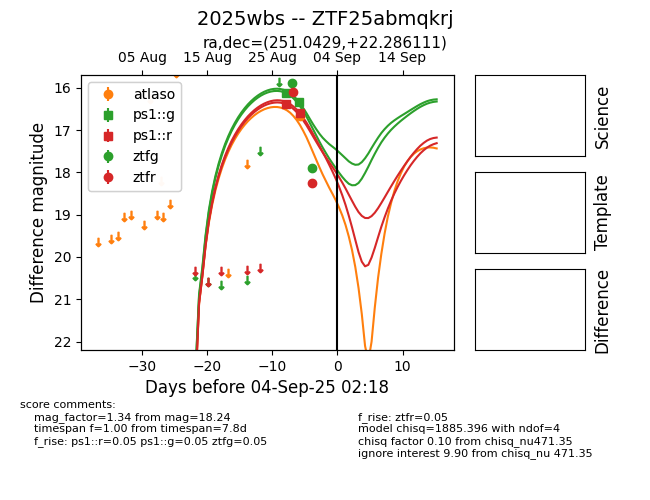 2025wbs -- ZTF25abmqkrj
ra,dec=(251.0429,+22.286111)
05 Aug 15 Aug 25 Aug 04 Sep 14 Sep
16
17
18
19
20
21
22
Difference magnitude
atlaso
ps1::g
ps1::r
ztfg
ztfr
−30 −20 −10 0 10
Days before 04-Sep-25 02:18
Science
Template
Difference
score comments:
mag_factor=1.34 from mag=18.24
timespan f=1.00 from timespan=7.8d
f_rise: ps1::r=0.05 ps1::g=0.05 ztfg=0.05
f_rise: ztfr=0.05
model chisq=1885.396 with ndof=4
chisq factor 0.10 from chisq_nu471.35
ignore interest 9.90 from chisq_nu 471.35